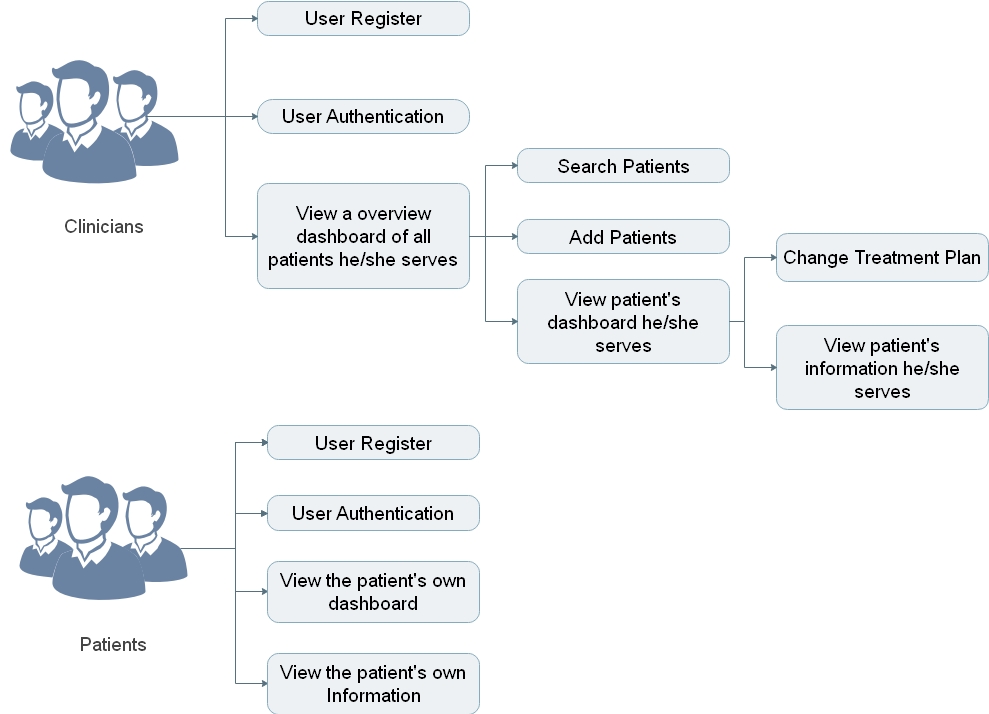 User Register
User Authentication
Clinicians
View a overview
dashboard of all
patients he/she serves
Search Patients
Add Patients
View patient's
dashboard he/she
serves
Change Treatment Plan
View patient's
information he/she
serves
User Register
User Authentication
Patients
View the patient's own
dashboard
View the patient's own
Information